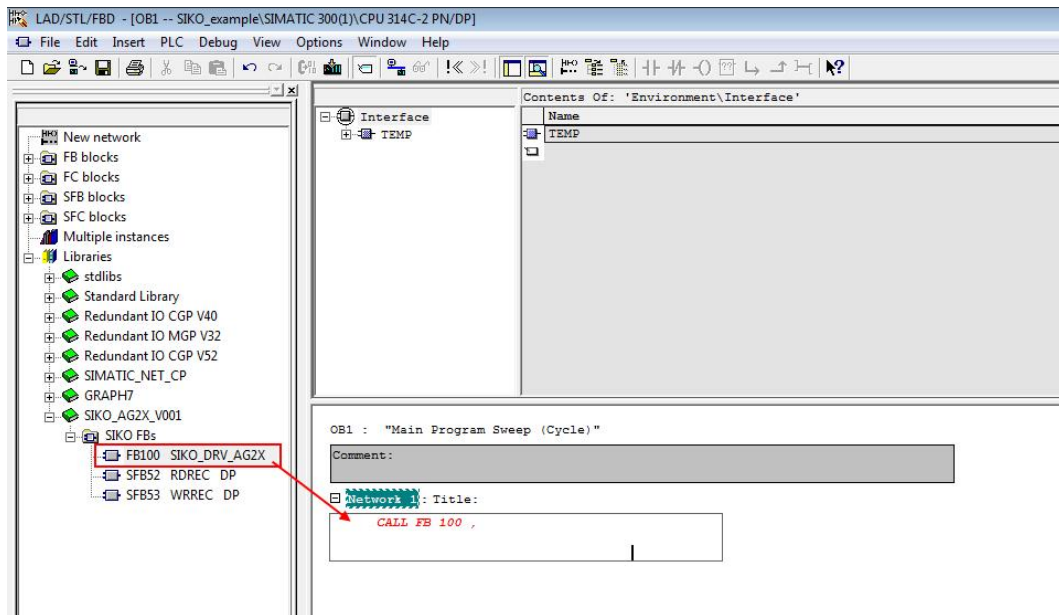 LAD/STL/FBD - [OB1 -- SIKO_example\SIMATIC 300(1)\CPU 314C-2 PN/DP]
File Edit Insert PLC Debug View Options Window Help
Contents Of: 'Environment\Interface'
Interface
TEMP
Name
TEMP
New network
FB blocks
FC blocks
SFB blocks
SFC blocks
Multiple instances
Libraries
stdlibs
Standard Library
Redundant IO CGP V40
Redundant IO MGP V32
Redundant IO CGP V52
SIMATIC_NET_CP
GRAPH7
SIKO_AG2X_V001
SIKO FBs
FB100 SIKO_DRV_AG2X
SFB52 RDREC DP
SFB53 WRREC DP
OB1 : "Main Program Sweep (Cycle)"
Comment:
Network 1: Title:
CALL FB 100 ,